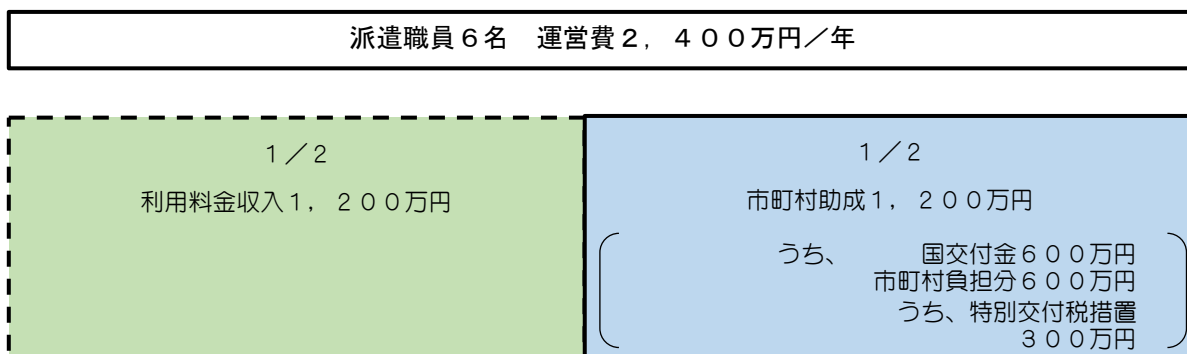 派遣職員６名　運営費２，４００万円／年
１／２
利用料金収入１，２００万円
１／２
市町村助成１，２００万円
うち、　　　国交付金６００万円
市町村負担分６００万円
うち、特別交付税措置
３００万円